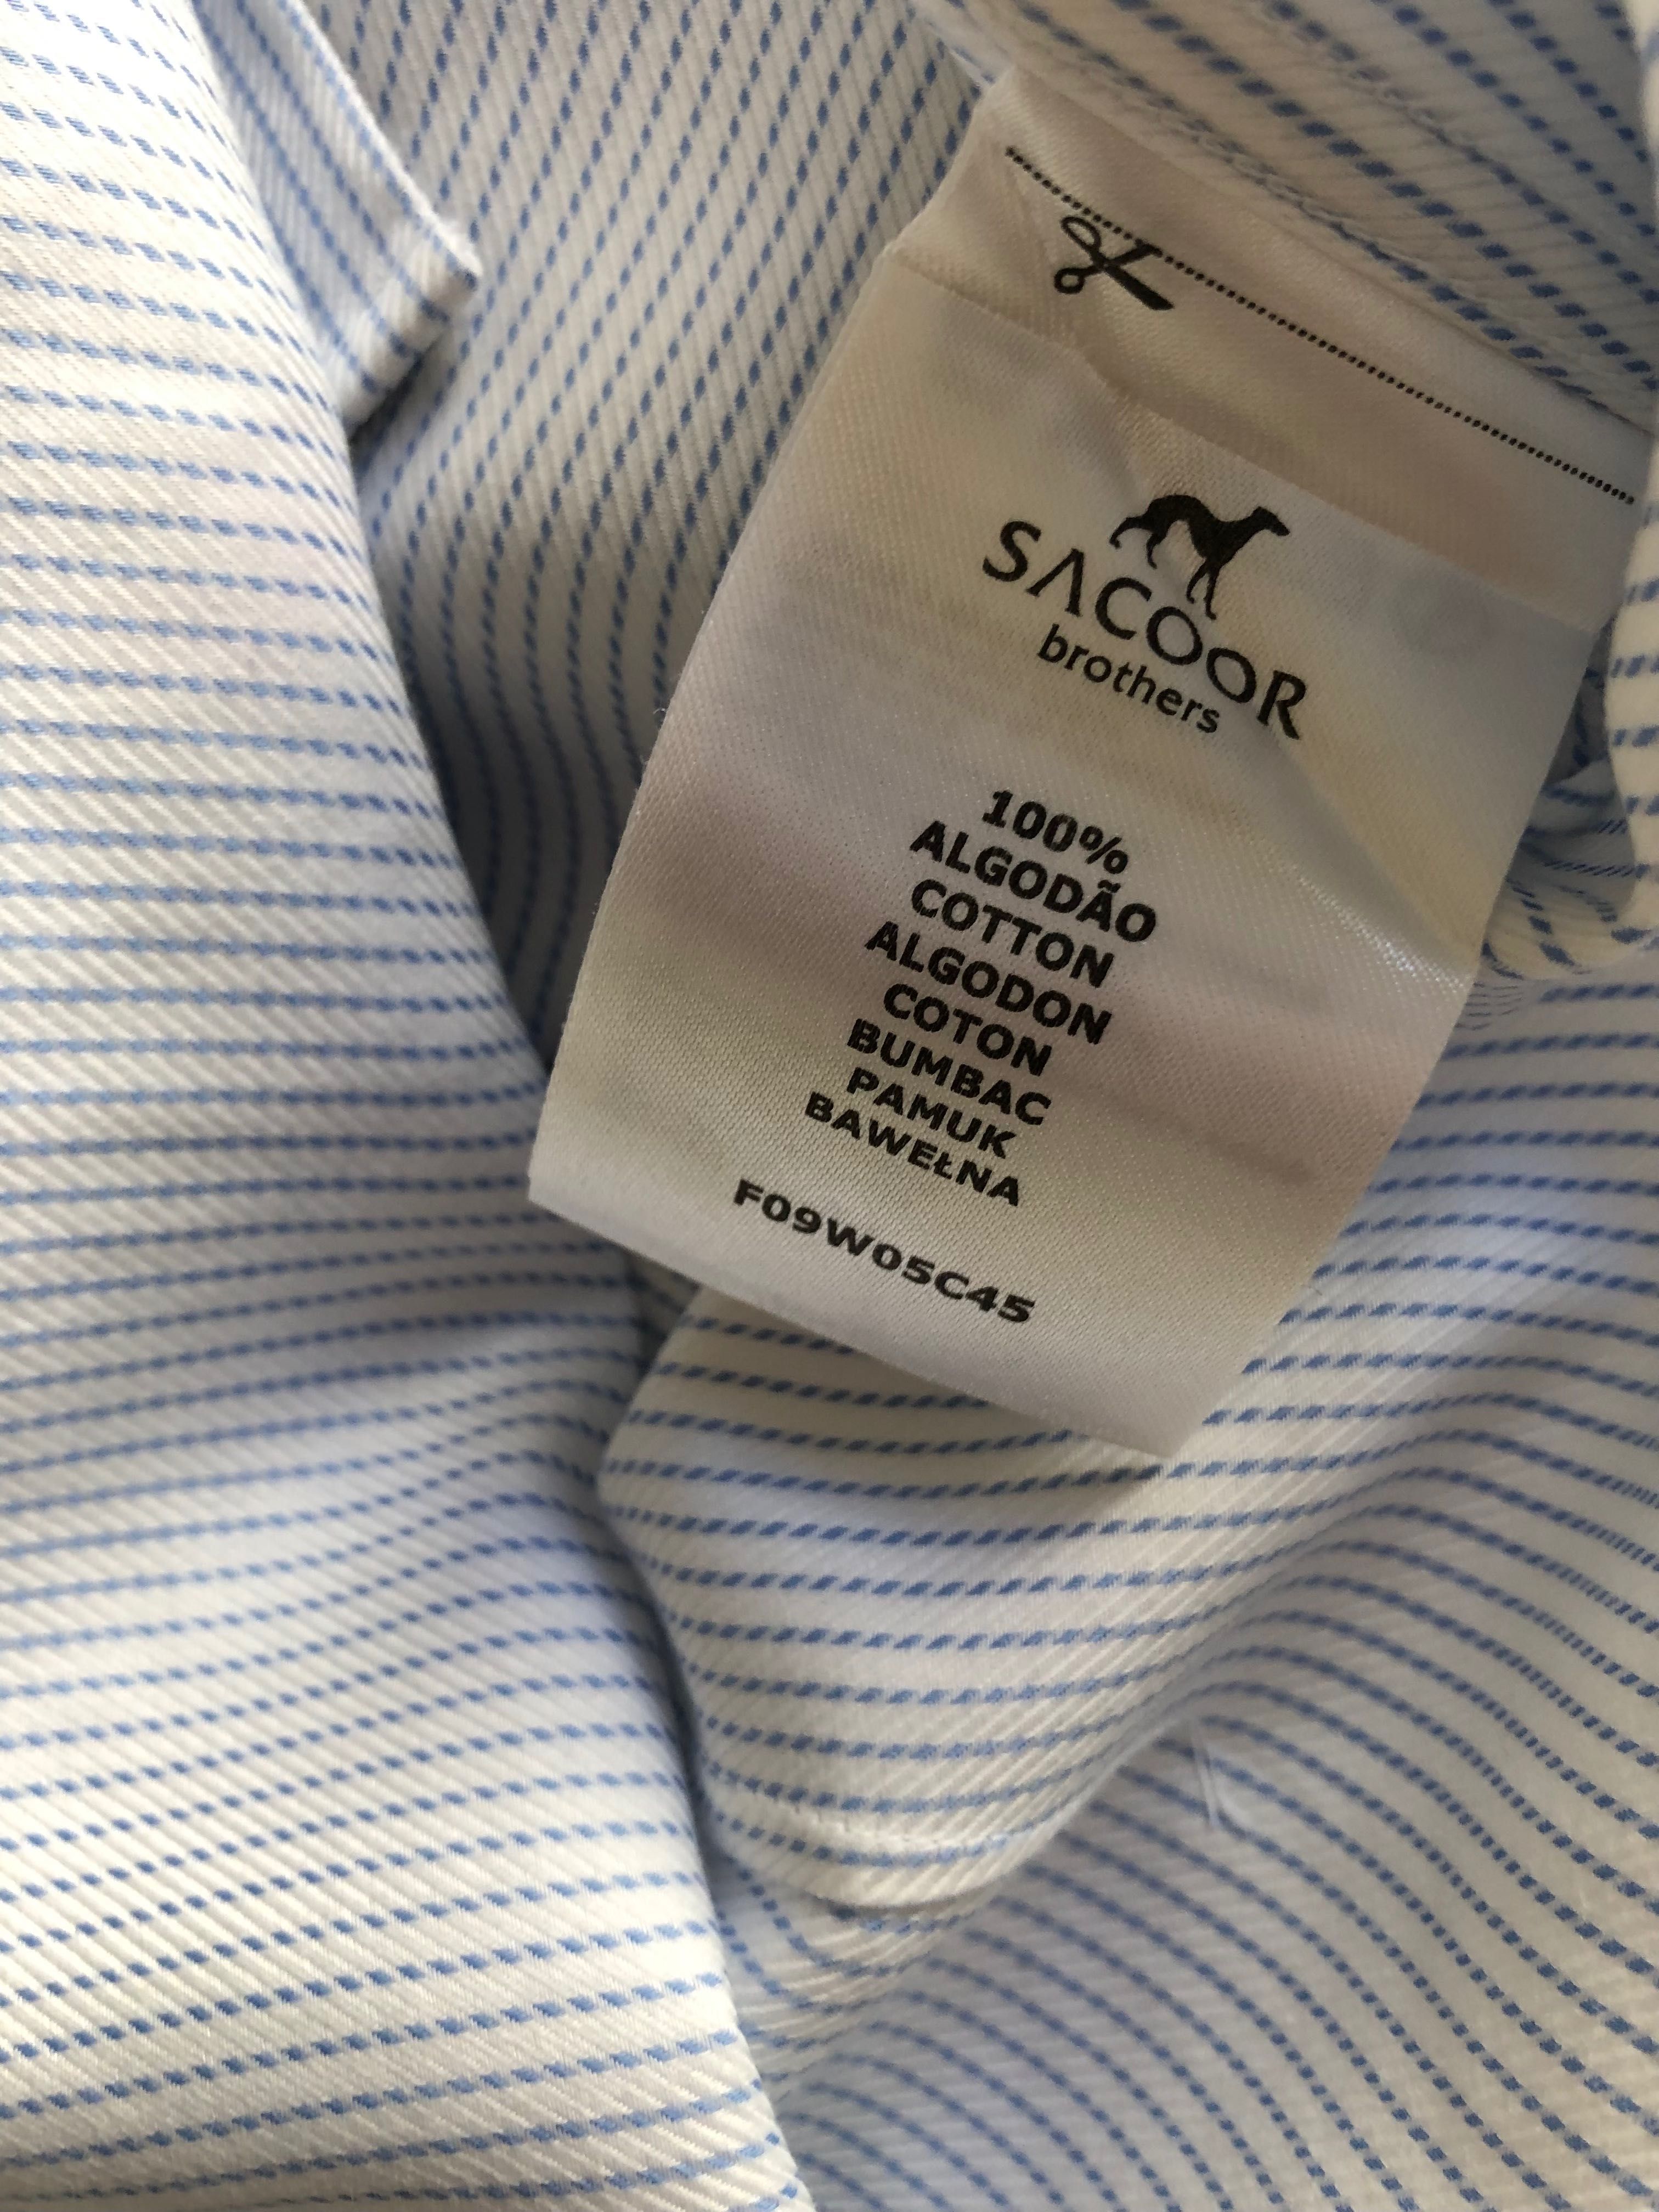 SACOOR
brothers
100%
ALGODÃO
COTTON
ALGODON
COTON
BUMBAC
PAMUK
BAWEŁNA
F09W05C45